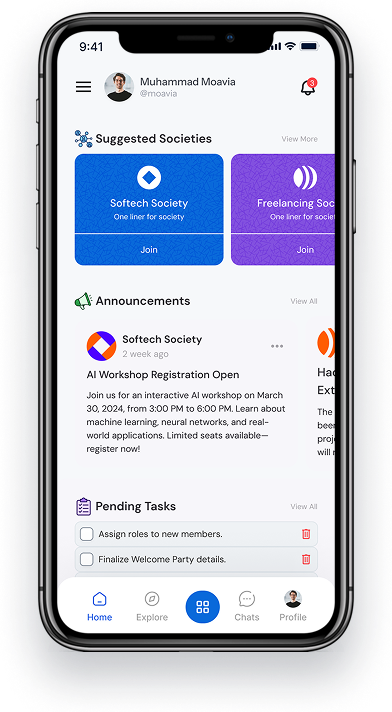 9:41
Muhammad Moavia
@moavia
3
Suggested Societies
View More
Softech Society
One liner for society
Join
Freelancing Soc
One liner for societ
Join
Announcements
View All
Softech Society
2 week ago
AI Workshop Registration Open
Join us for an interactive AI workshop on March
30, 2024, from 3:00 PM to 6:00 PM. Learn about
machine learning, neural networks, and real-
world applications. Limited seats available—
register now!
Hac
Ext
The
beer
proj
will r
Pending Tasks
View All
Assign roles to new members.
Finalize Welcome Party details.
Home
Explore
Chats
Profile